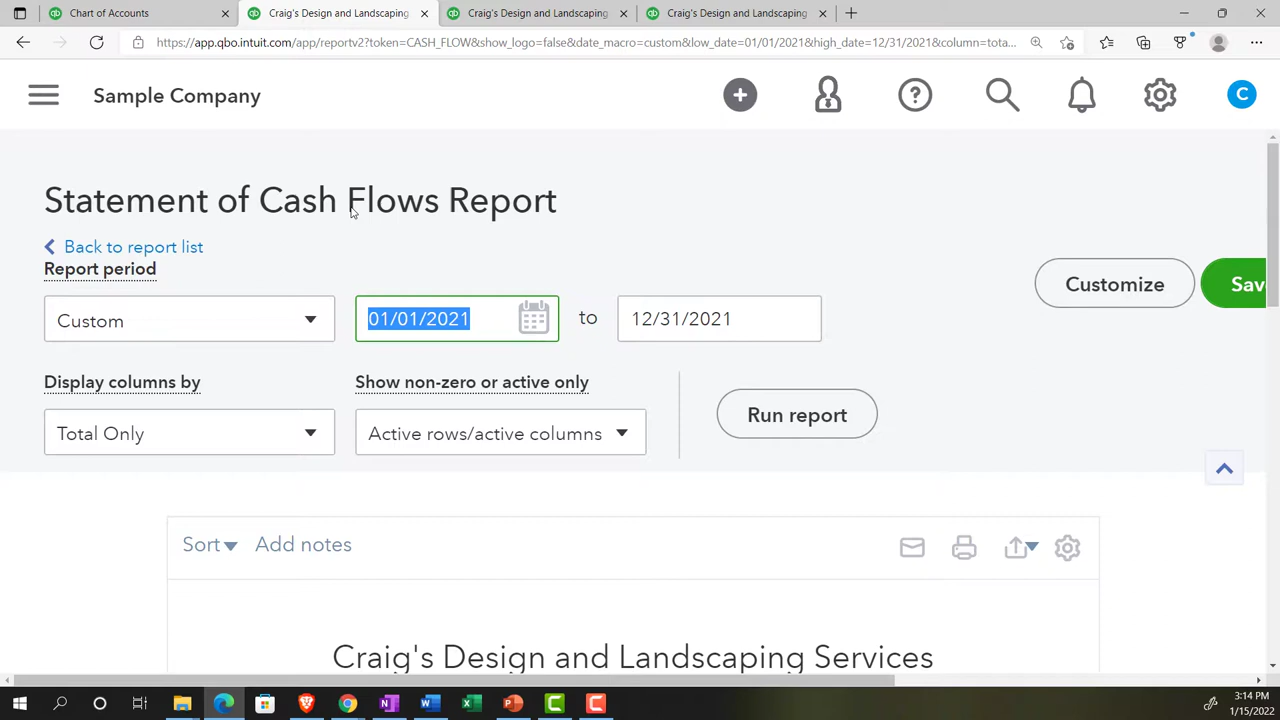 Chart of Accounts
Craig's Design and Landscaping
Craig's Design and Landscaping
Craig's Design and Landscaping
https://app.qbo.intuit.com/app/reportv2?token=CASH_FLOW&show_logo=false&date_macro=custom&low_date=01/01/2021&high_date=12/31/2021&column=tota...
Sample Company
C
Statement of Cash Flows Report
Back to report list
Report period
Custom
01/01/2021
to
12/31/2021
Customize
Sav
Display columns by
Show non-zero or active only
Total Only
Active rows/active columns
Run report
Sort
Add notes
Craig's Design and Landscaping Services
3:14 PM
1/15/2022